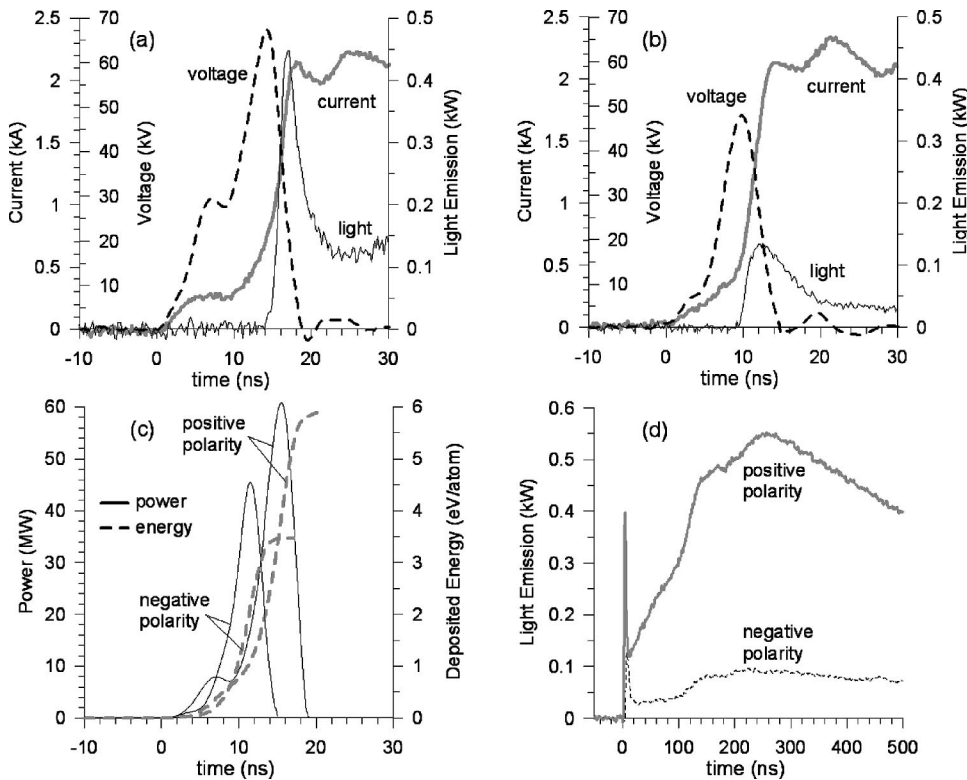 (a)
Current (kA)
2.5
2
1.5
1
0.5
0
Voltage (kV)
70
60
50
40
30
20
10
0
voltage
current
light
Light Emission (kW)
0.5
0.4
0.3
0.2
0.1
0
-10 0 10 20 30
time (ns)
(b)
Current (kA)
2.5
2
1.5
1
0.5
0
Voltage (kV)
70
60
50
40
30
20
10
0
voltage
current
light
Light Emission (kW)
0.5
0.4
0.3
0.2
0.1
0
-10 0 10 20 30
time (ns)
(c)
Power (MW)
60
50
40
30
20
10
0
positive
polarity
power
energy
negative
polarity
Deposited Energy (eV/atom)
6
5
4
3
2
1
0
-10 0 10 20 30
time (ns)
(d)
Light Emission (kW)
0.6
0.5
0.4
0.3
0.2
0.1
0
positive
polarity
negative
polarity
0 100 200 300 400 500
time (ns)